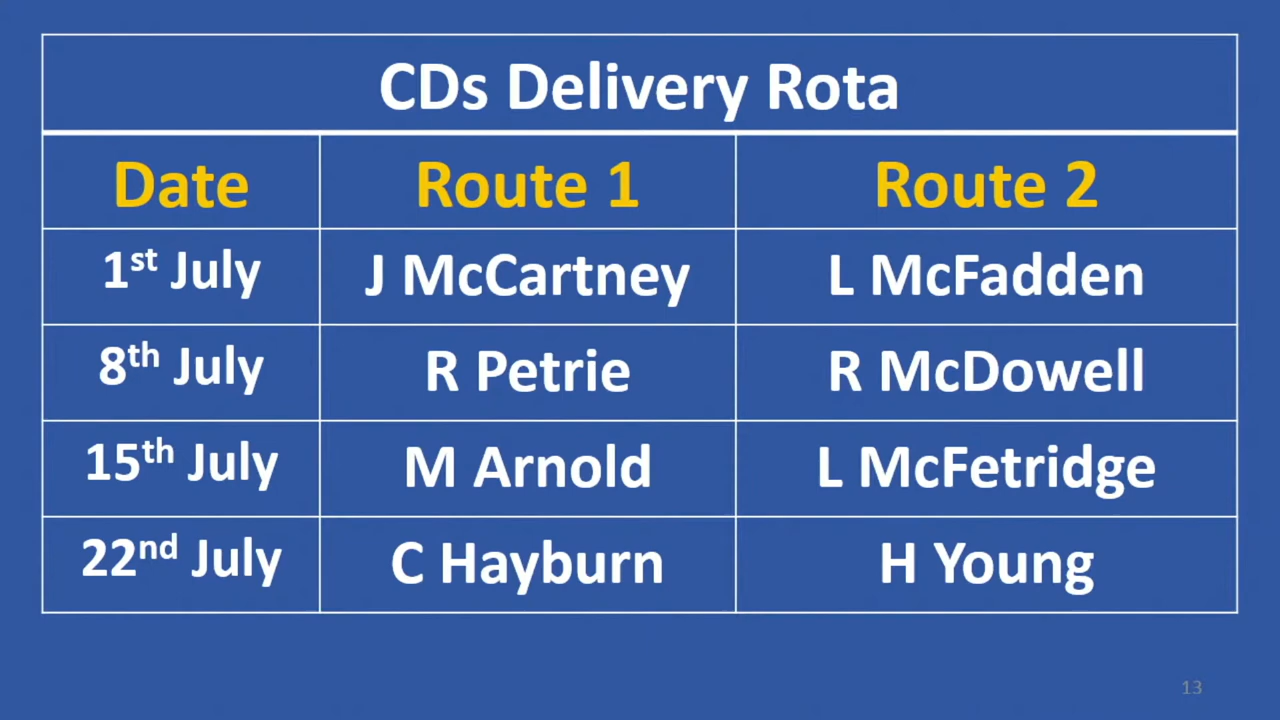 CDs Delivery Rota
Date Route 1 Route 2
1st July J McCartney L McFadden
8th July R Petrie R McDowell
15th July M Arnold L McFetridge
22nd July C Hayburn H Young
13